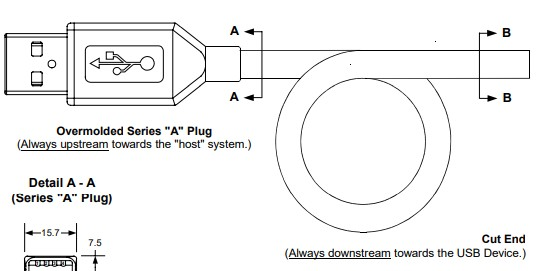 A
B
A
B
Overmolded Series "A" Plug
(Always upstream towards the "host" system.)
Detail A - A
(Series "A" Plug)
15.7
7.5
Cut End
(Always downstream towards the USB Device.)